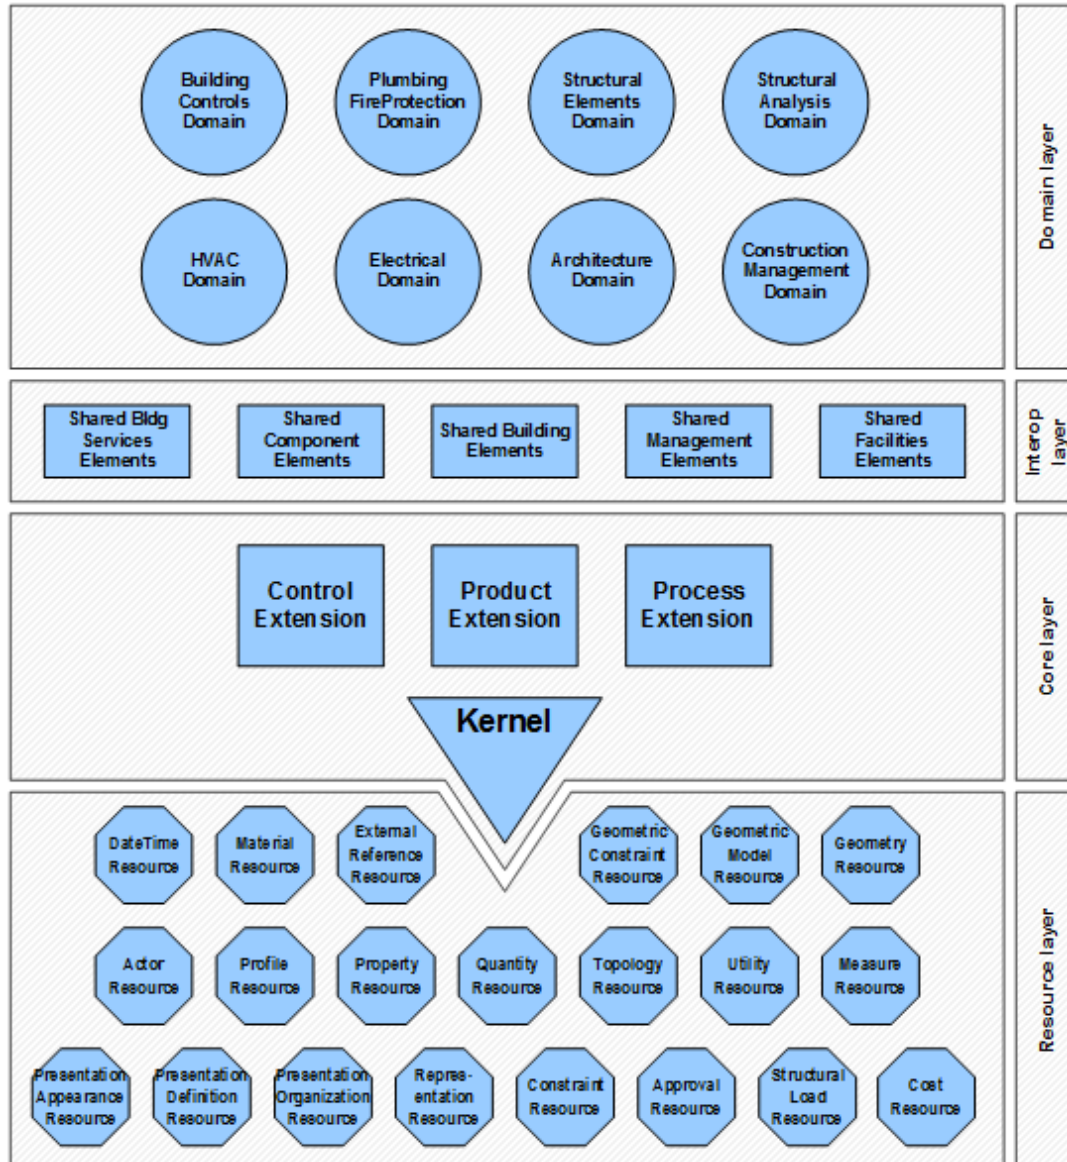 Building
Controls
Domain
Plumbing
FireProtection
Domain
Structural
Elements
Domain
Structural
Analysis
Domain
HVAC
Domain
Electrical
Domain
Architecture
Domain
Construction
Management
Domain
Domain layer
Shared Bldg
Services
Elements
Shared
Component
Elements
Shared Building
Elements
Shared
Management
Elements
Shared
Facilities
Elements
Interop
layer
Control
Extension
Product
Extension
Process
Extension
Kernel
Core layer
DateTime
Resource
Material
Resource
External
Reference
Resource
Geometric
Constraint
Resource
Geometric
Model
Resource
Geometry
Resource
Actor
Resource
Profile
Resource
Property
Resource
Quantity
Resource
Topology
Resource
Utility
Resource
Measure
Resource
Presentation
Appearance
Resource
Presentation
Definition
Resource
Presentation
Organization
Resource
Repres-
entation
Resource
Constraint
Resource
Approval
Resource
Structural
Load
Resource
Cost
Resource
Resource layer